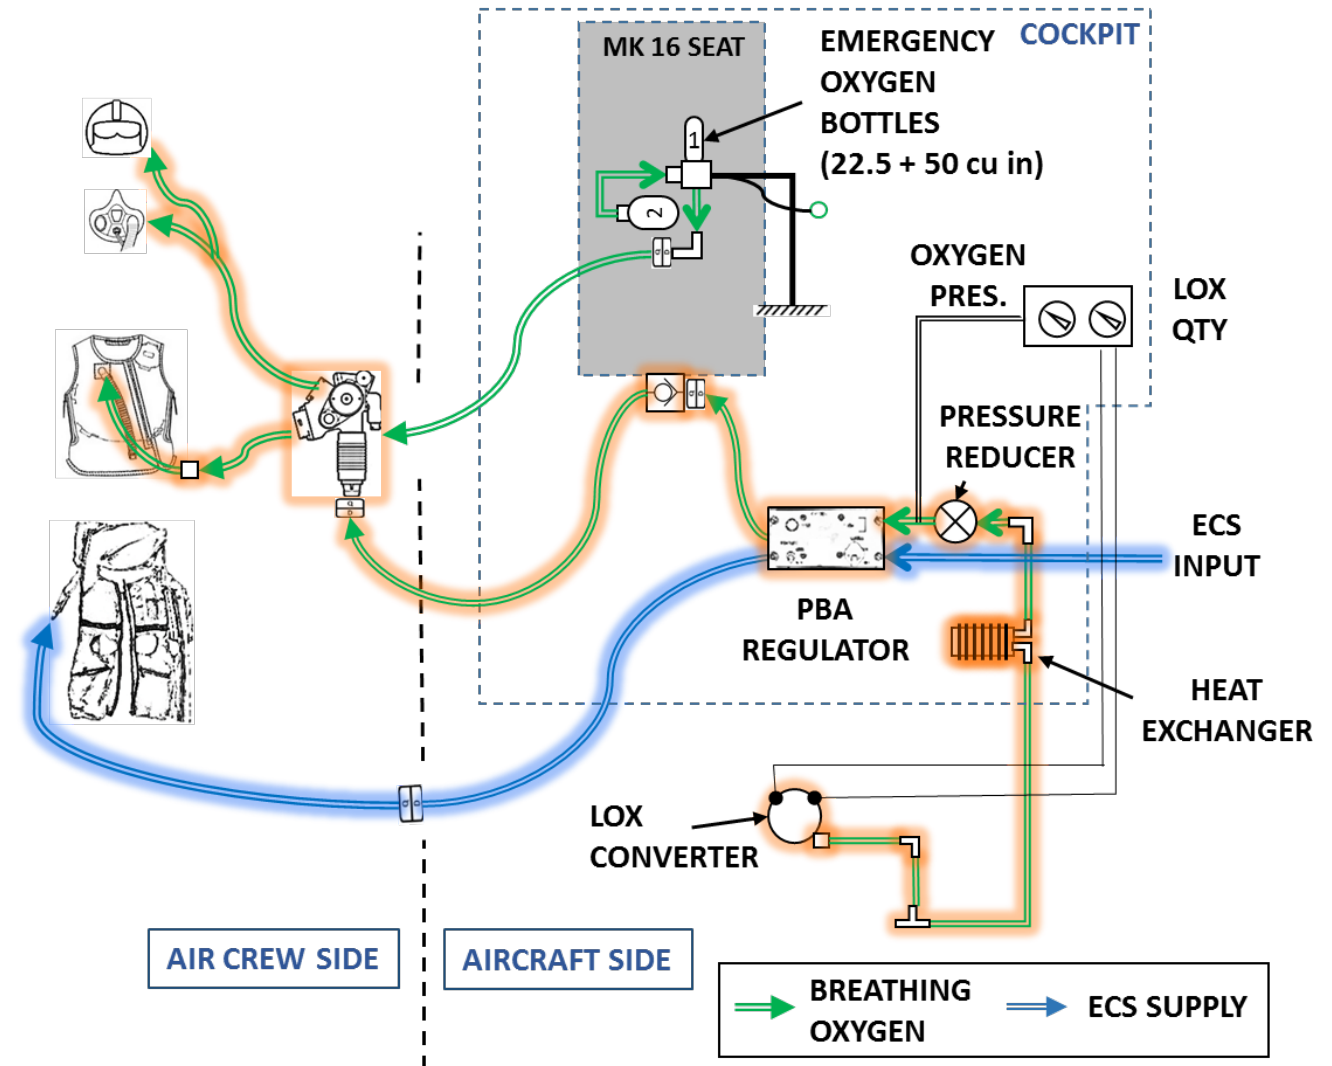 MK 16 SEAT
EMERGENCY
OXYGEN
BOTTLES
(22.5 + 50 cu in)
COCKPIT
1
2
OXYGEN
PRES.
LOX
QTY
PRESSURE
REDUCER
ECS
INPUT
PBA
REGULATOR
HEAT
EXCHANGER
LOX
CONVERTER
AIR CREW SIDE
AIRCRAFT SIDE
BREATHING
OXYGEN
ECS SUPPLY